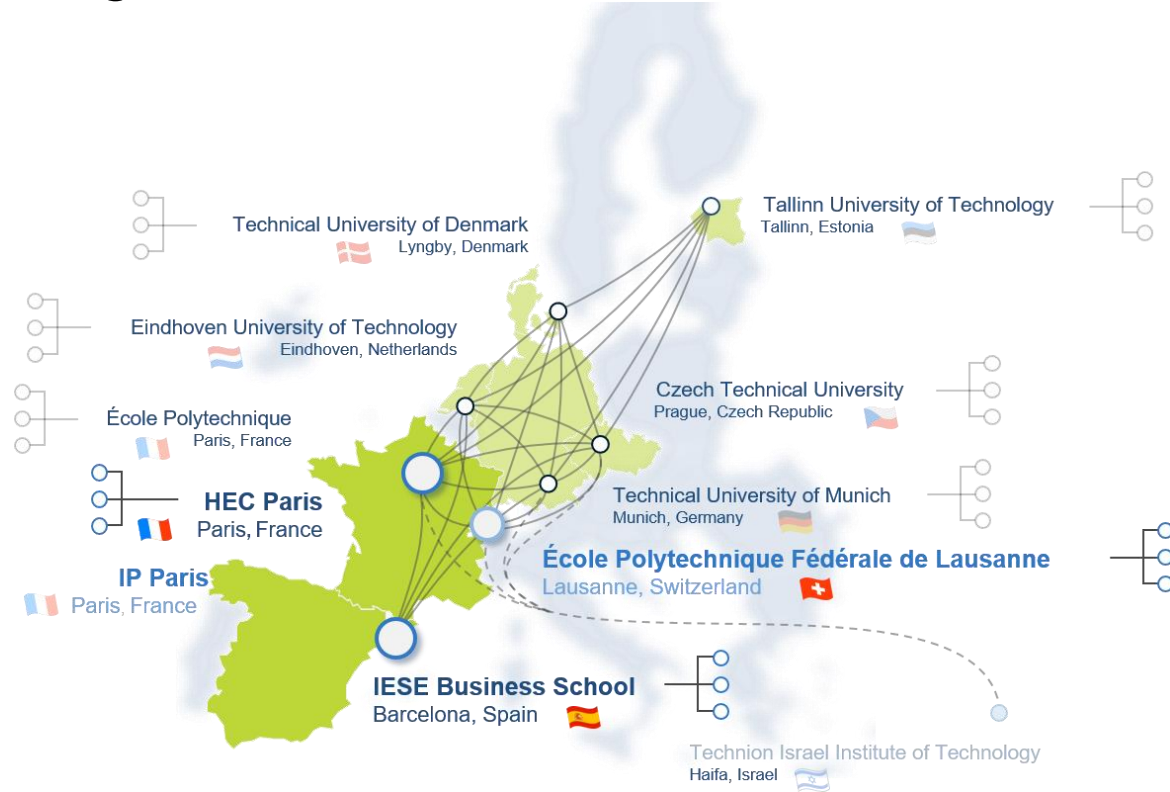 Technical University of Denmark
Lyngby, Denmark
Tallinn University of Technology
Tallinn, Estonia
Eindhoven University of Technology
Eindhoven, Netherlands
École Polytechnique
Paris, France
Czech Technical University
Prague, Czech Republic
HEC Paris
Paris, France
Technical University of Munich
Munich, Germany
IP Paris
Paris, France
École Polytechnique Fédérale de Lausanne
Lausanne, Switzerland
IESE Business School
Barcelona, Spain
Technion Israel Institute of Technology
Haifa, Israel